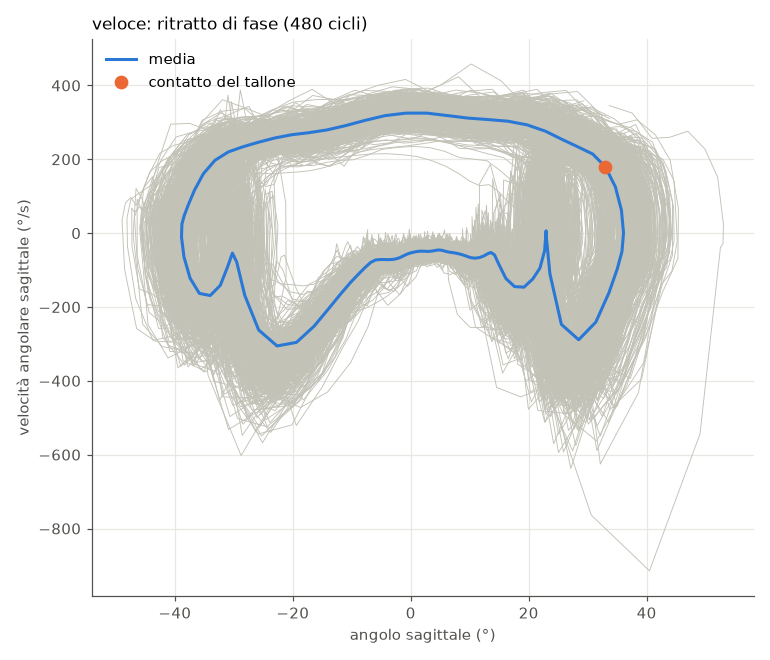 veloce: ritratto di fase (480 cicli)
media
contatto del tallone
400
200
0
−200
−400
−600
−800
velocità angolare sagittale (°/s)
−40
−20
0
20
40
angolo sagittale (°)